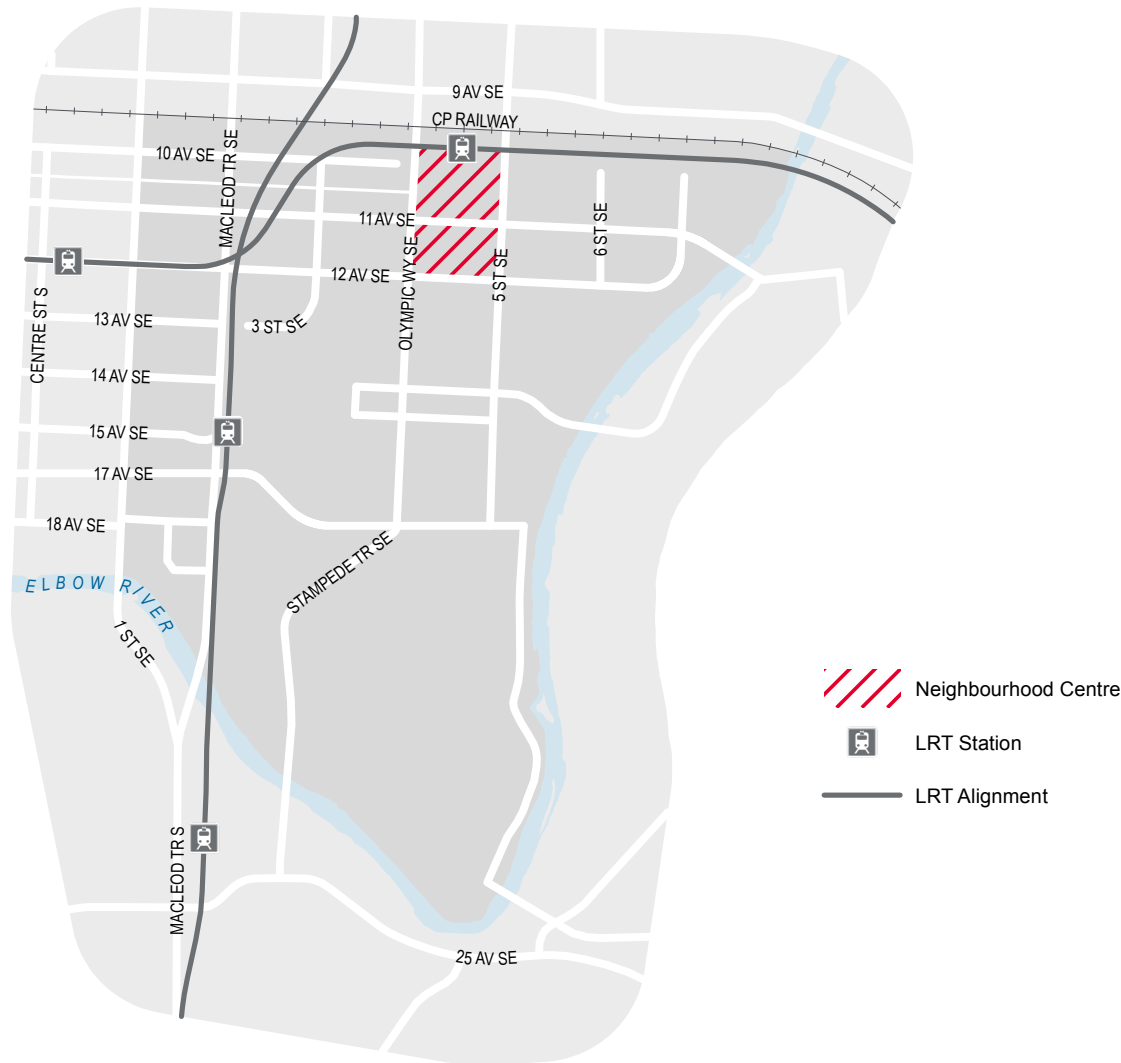 9 AV SE
CP RAILWAY
10 AV SE
MACLEOD TR SE
11 AV SE
6 ST SE
OLYMPIC WY SE
5 ST SE
12 AV SE
CENTRE ST S
13 AV SE
3 ST SE
14 AV SE
15 AV SE
17 AV SE
18 AV SE
STAMPEDE TR SE
ELBOW RIVER
1 ST SE
Neighbourhood Centre
LRT Station
LRT Alignment
MACLEOD TR S
25 AV SE